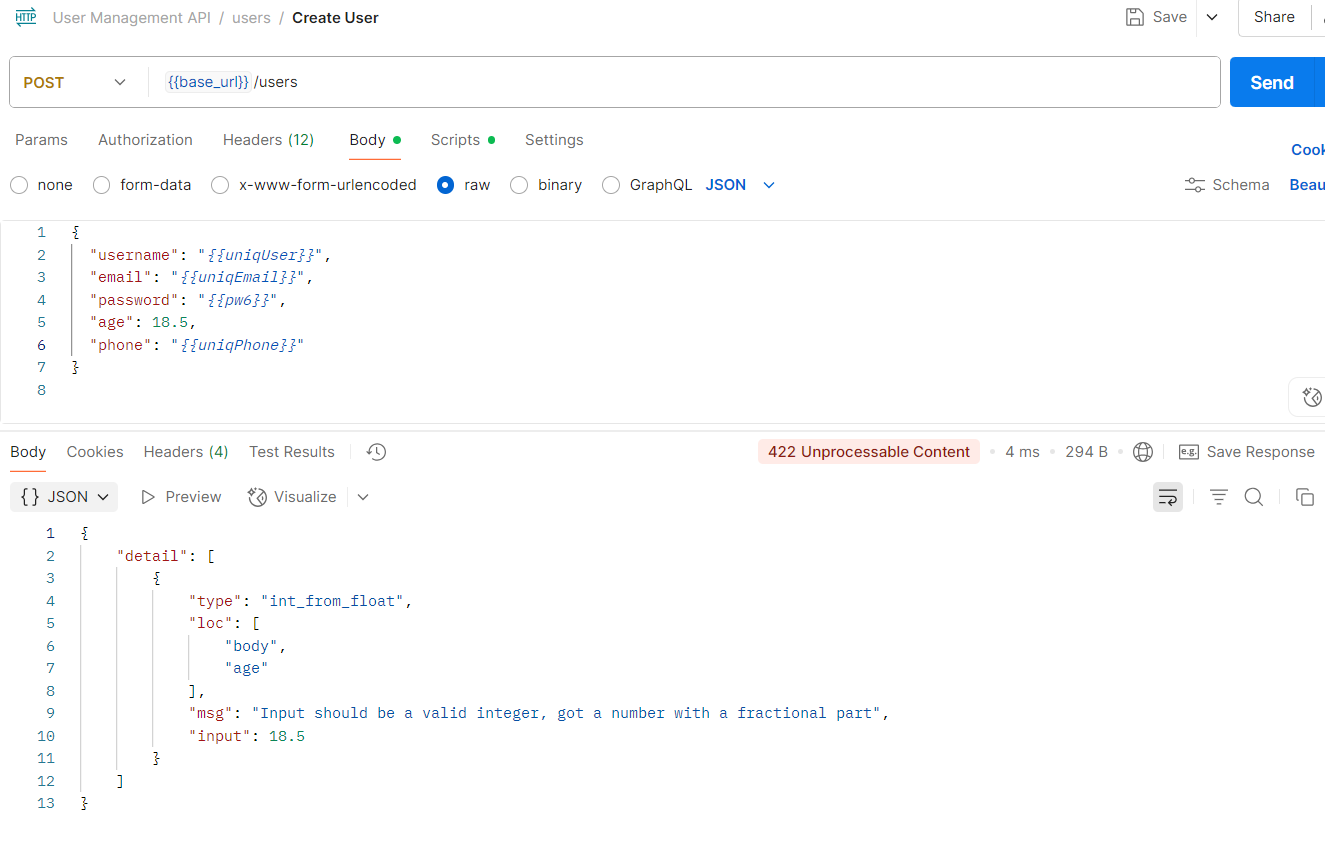 HTTP User Management API / users / Create User Save Share
POST {{base_url}} /users Send
Params Authorization Headers (12) Body Scripts Settings
Cook
none form-data x-www-form-urlencoded raw binary GraphQL JSON Schema Beau
1 {
2 "username": "{{uniqUser}}",
3 "email": "{{uniqEmail}}",
4 "password": "{{pw6}}",
5 "age": 18.5,
6 "phone": "{{uniqPhone}}"
7 }
8
Body Cookies Headers (4) Test Results 422 Unprocessable Content 4 ms 294 B e.g. Save Response
{} JSON Preview Visualize
1 {
2 "detail": [
3 {
4 "type": "int_from_float",
5 "loc": [
6 "body",
7 "age"
8 ],
9 "msg": "Input should be a valid integer, got a number with a fractional part",
10 "input": 18.5
11 }
12 ]
13 }